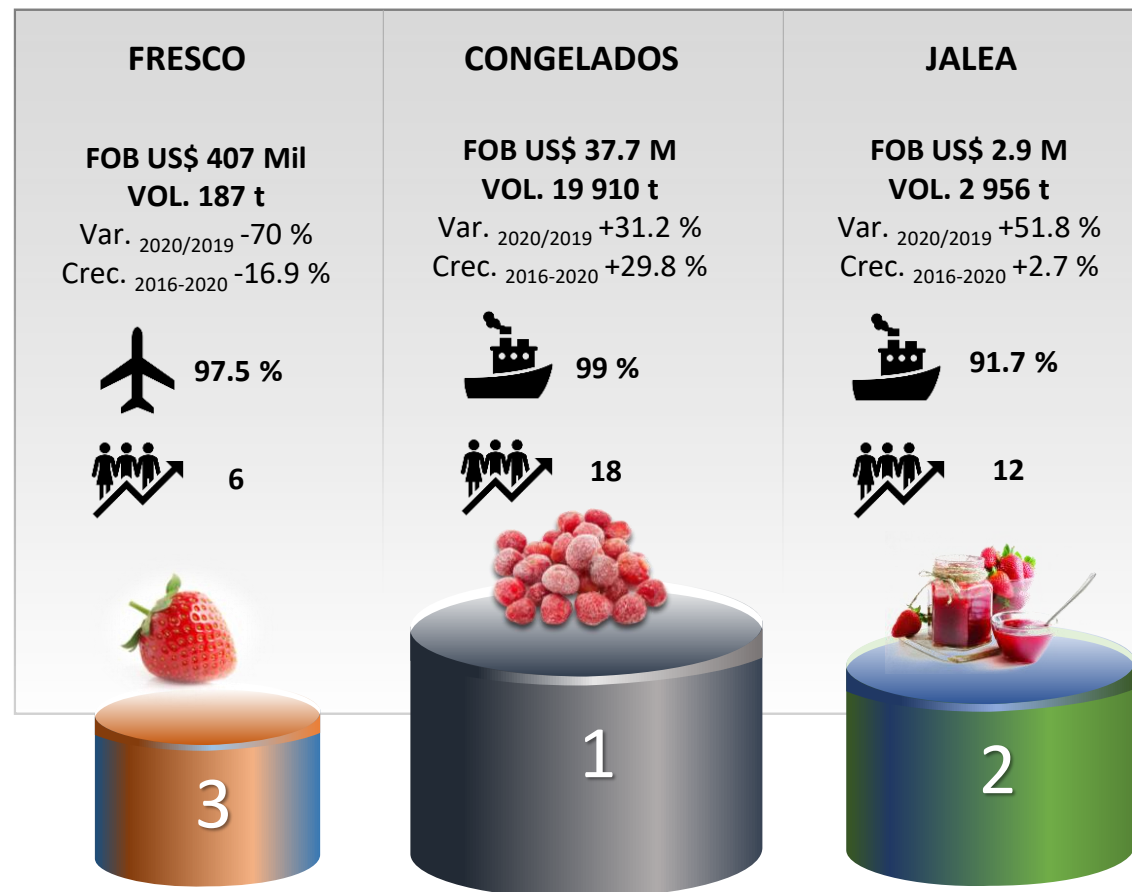 FRESCO
FOB US$ 407 Mil
VOL. 187 t
Var. 2020/2019 -70 %
Crec. 2016-2020 -16.9 %
97.5 %
6
3
CONGELADOS
FOB US$ 37.7 M
VOL. 19 910 t
Var. 2020/2019 +31.2 %
Crec. 2016-2020 +29.8 %
99 %
18
1
JALEA
FOB US$ 2.9 M
VOL. 2 956 t
Var. 2020/2019 +51.8 %
Crec. 2016-2020 +2.7 %
91.7 %
12
2